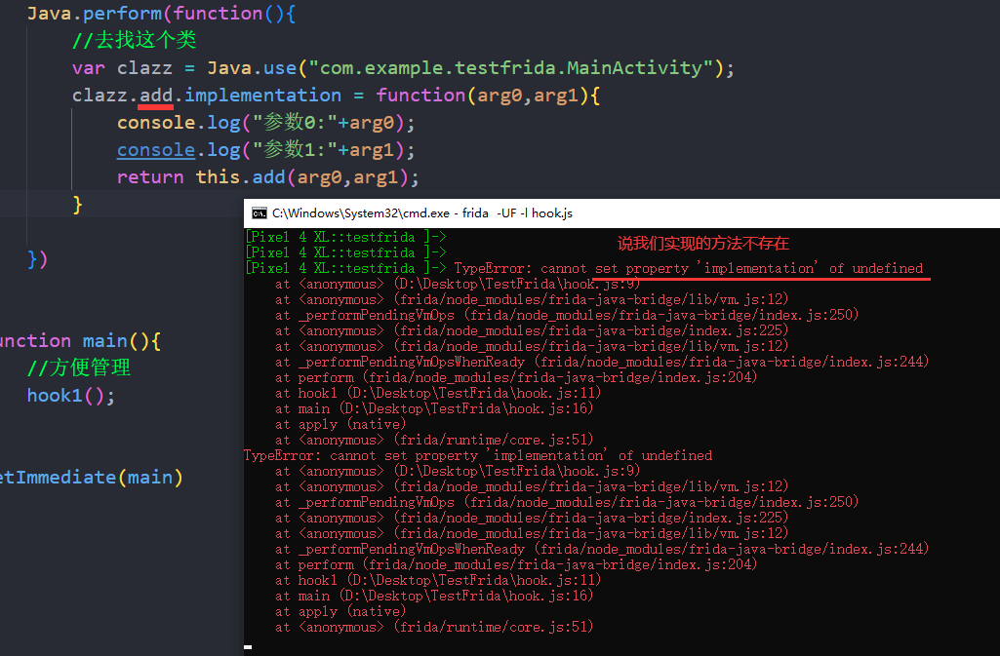 Java.perform(function(){
//去找这个类
var clazz = Java.use("com.example.testfrida.MainActivity");
clazz.add.implementation = function(arg0,arg1){
console.log("参数0:"+arg0);
console.log("参数1:"+arg1);
return this.add(arg0,arg1);
}
})
unction main(){
//方便管理
hook1();
etImmediate(main)
C:\Windows\System32\cmd.exe - frida  -UF -l hook.js
[Pixel 4 XL::testfrida ]->
说我们实现的方法不存在
[Pixel 4 XL::testfrida ]->
[Pixel 4 XL::testfrida ]-> TypeError: cannot set property 'implementation' of undefined
at <anonymous> (D:\Desktop\TestFrida\hook.js:9)
at <anonymous> (frida/node_modules/frida-java-bridge/lib/vm.js:12)
at _performPendingVmOps (frida/node_modules/frida-java-bridge/index.js:250)
at <anonymous> (frida/node_modules/frida-java-bridge/index.js:225)
at <anonymous> (frida/node_modules/frida-java-bridge/lib/vm.js:12)
at _performPendingVmOpsWhenReady (frida/node_modules/frida-java-bridge/index.js:244)
at perform (frida/node_modules/frida-java-bridge/index.js:204)
at hook1 (D:\Desktop\TestFrida\hook.js:11)
at main (D:\Desktop\TestFrida\hook.js:16)
at apply (native)
at <anonymous> (frida/runtime/core.js:51)
TypeError: cannot set property 'implementation' of undefined
at <anonymous> (D:\Desktop\TestFrida\hook.js:9)
at <anonymous> (frida/node_modules/frida-java-bridge/lib/vm.js:12)
at _performPendingVmOps (frida/node_modules/frida-java-bridge/index.js:250)
at <anonymous> (frida/node_modules/frida-java-bridge/index.js:225)
at <anonymous> (frida/node_modules/frida-java-bridge/lib/vm.js:12)
at _performPendingVmOpsWhenReady (frida/node_modules/frida-java-bridge/index.js:244)
at perform (frida/node_modules/frida-java-bridge/index.js:204)
at hook1 (D:\Desktop\TestFrida\hook.js:11)
at main (D:\Desktop\TestFrida\hook.js:16)
at apply (native)
at <anonymous> (frida/runtime/core.js:51)